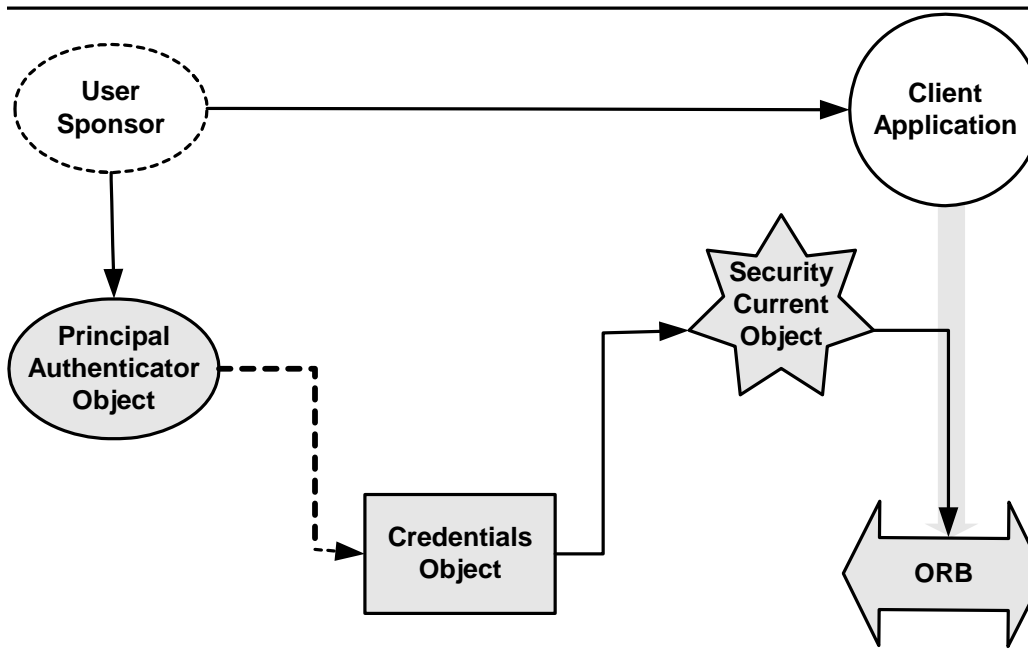 User
Sponsor
Client
Application
Security
Current
Object
Principal
Authenticator
Object
Credentials
Object
ORB